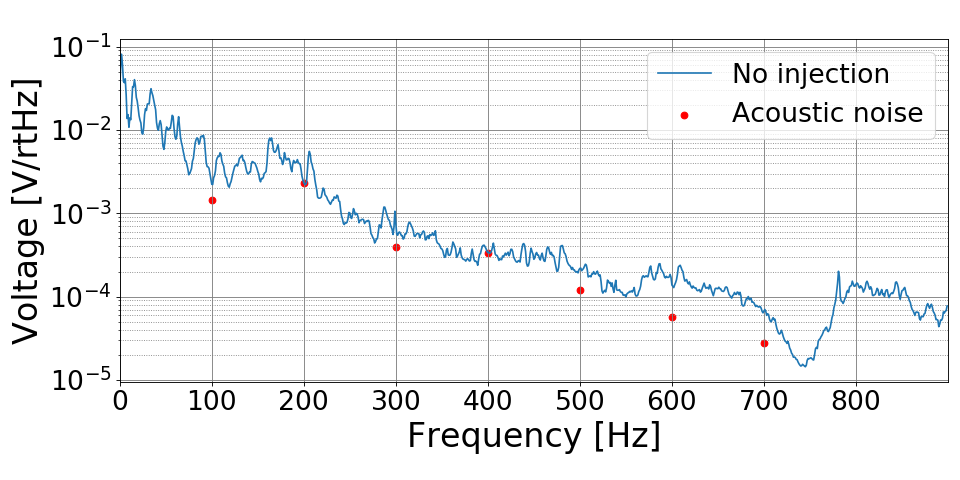 10⁻¹
10⁻²
10⁻³
10⁻⁴
10⁻⁵
Voltage [V/rtHz]
No injection
Acoustic noise
0 100 200 300 400 500 600 700 800
Frequency [Hz]